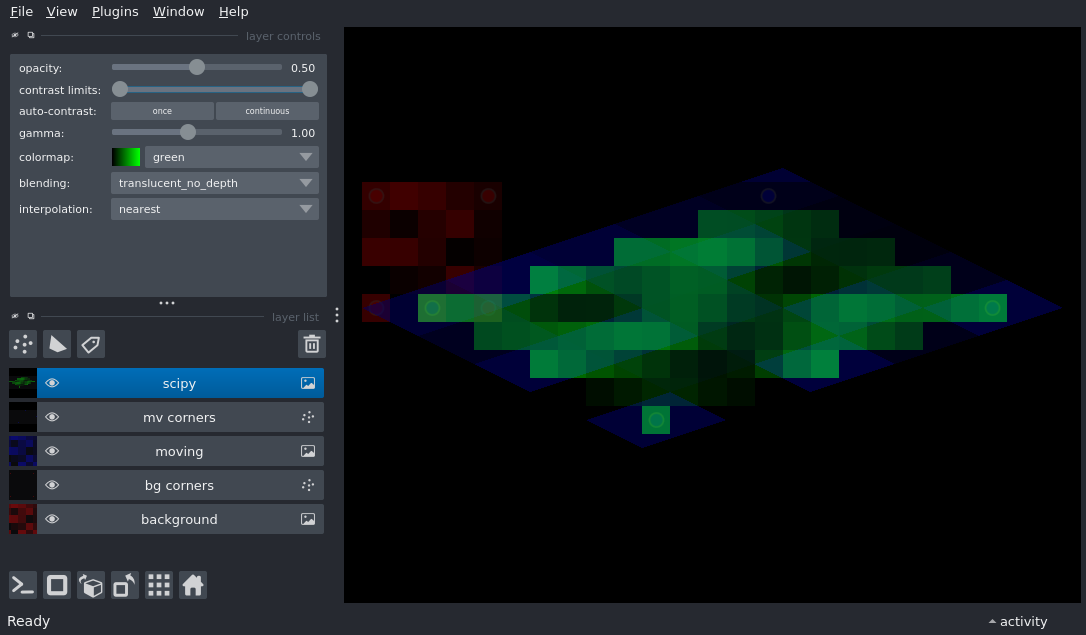 File View Plugins Window Help
layer controls
opacity: 0.50
contrast limits:
auto-contrast: once continuous
gamma: 1.00
colormap: green
blending: translucent_no_depth
interpolation: nearest
layer list
scipy
mv corners
moving
bg corners
background
Ready activity